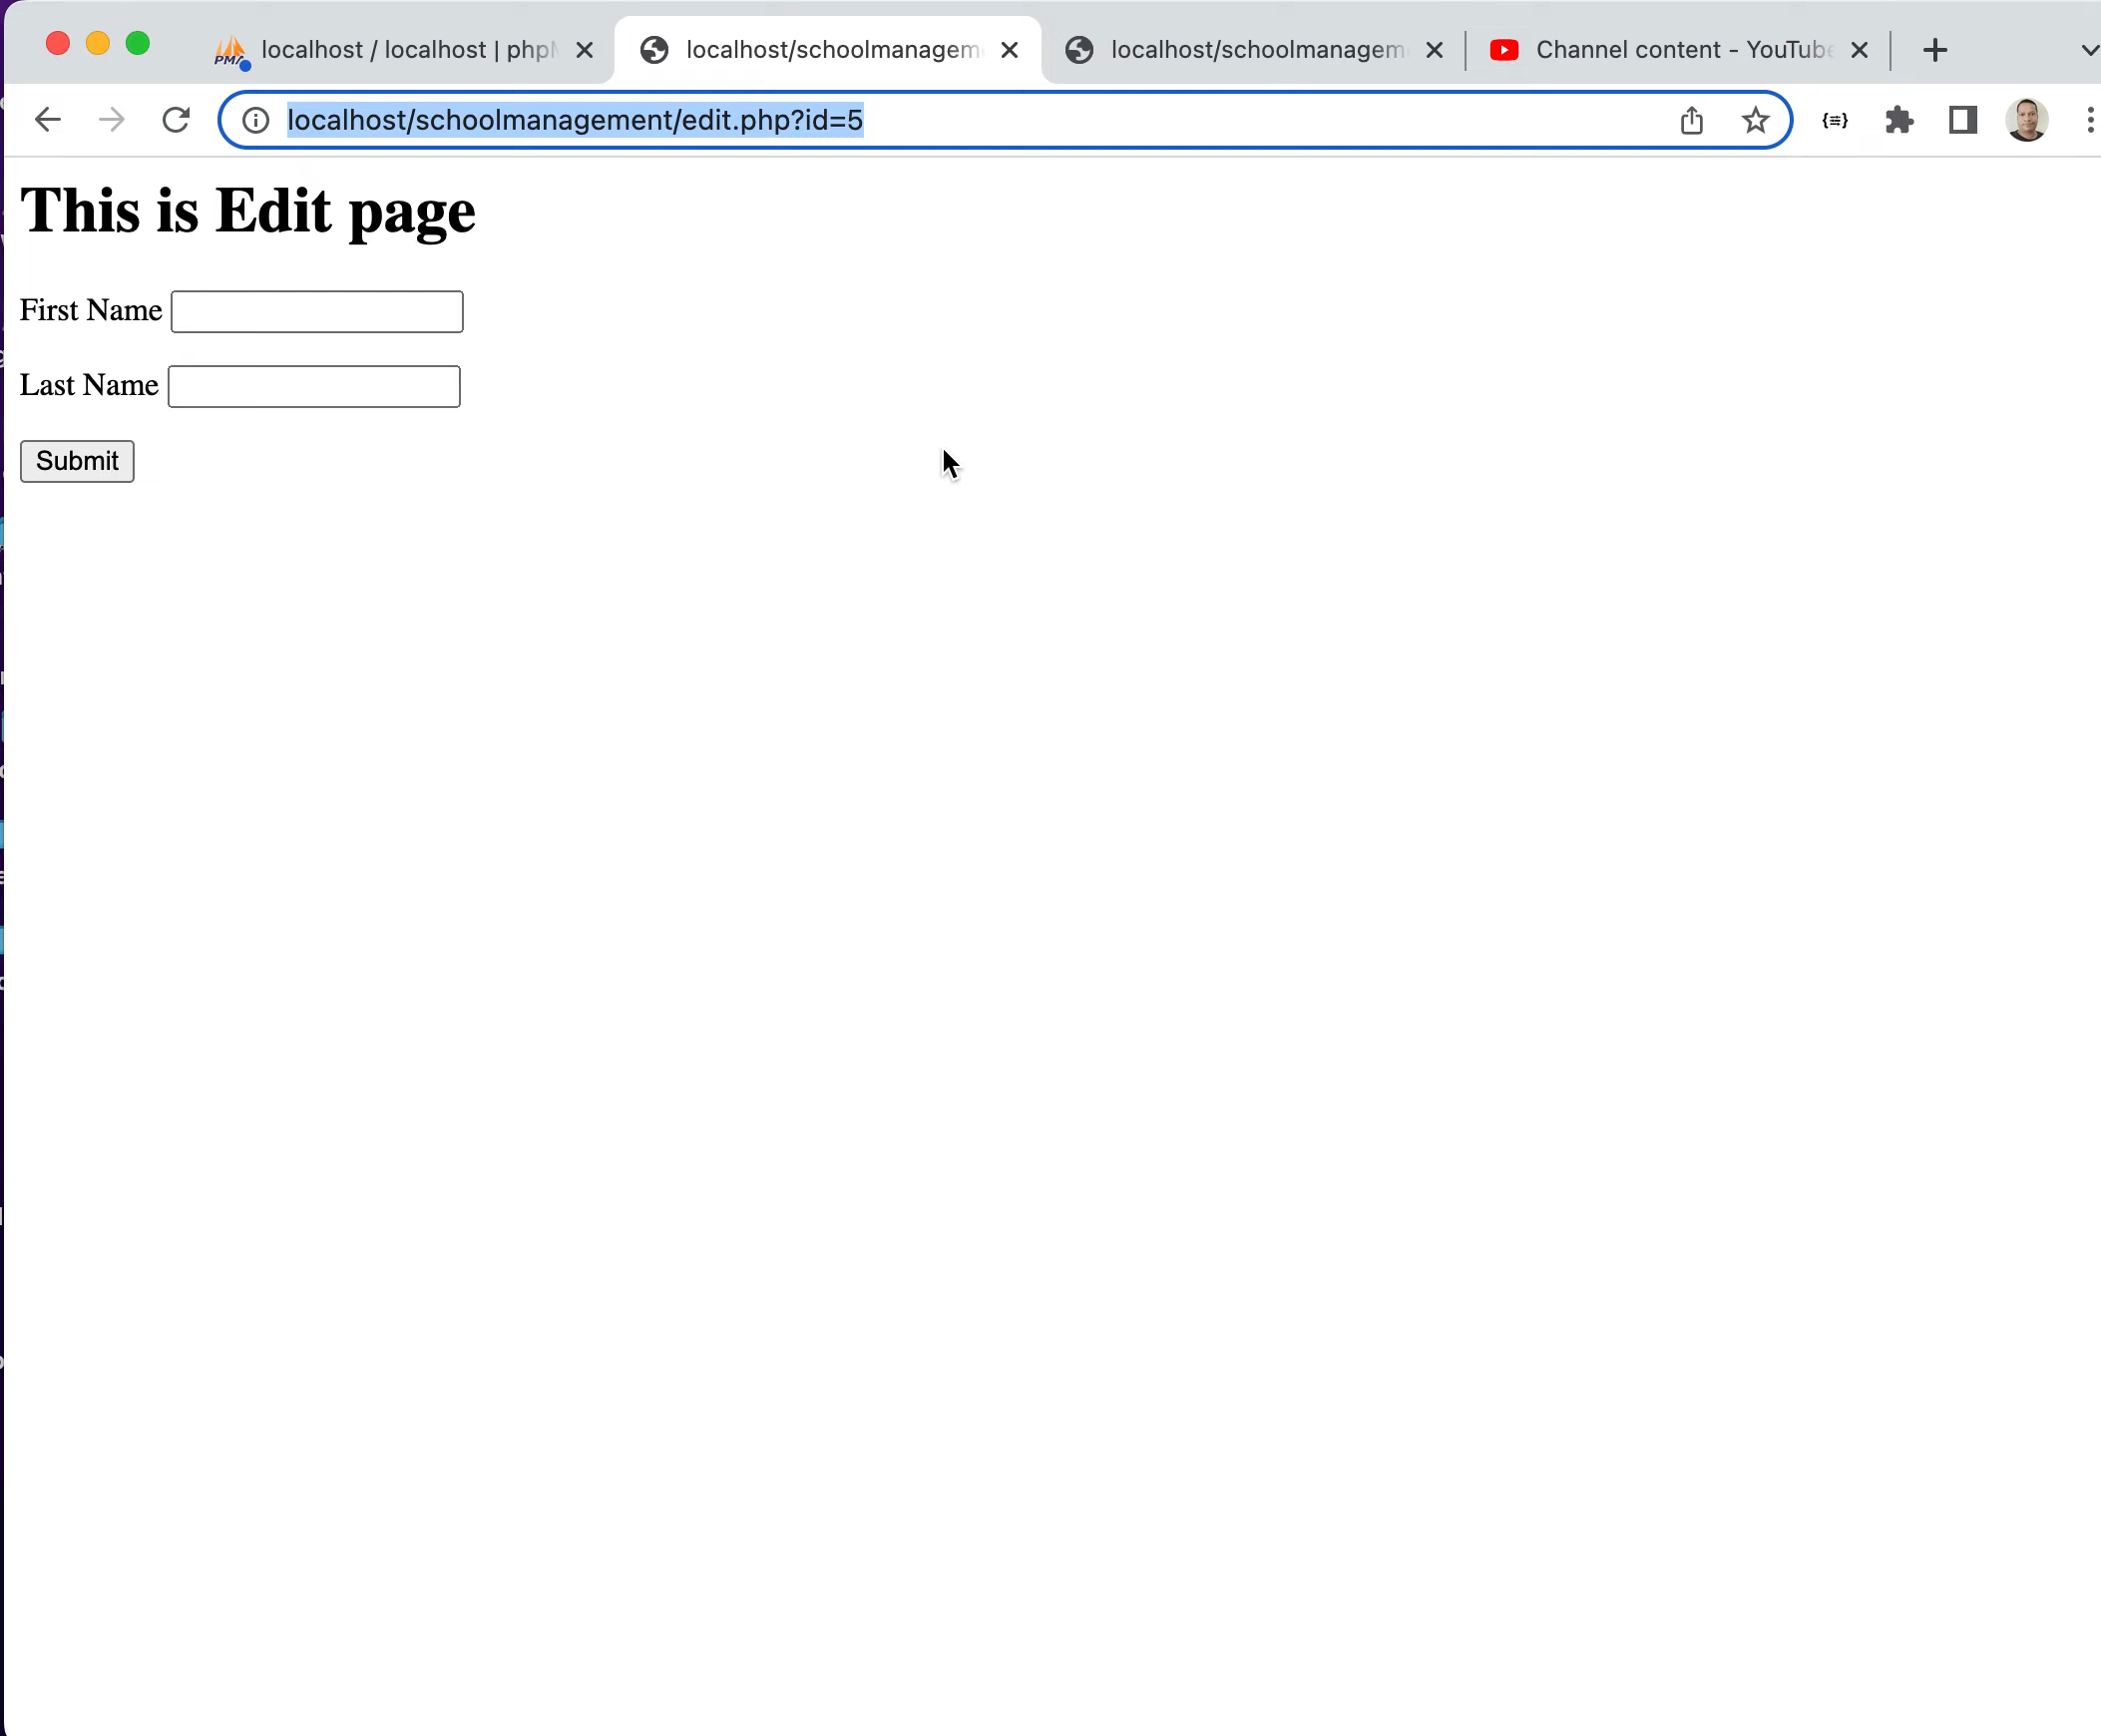 localhost / localhost | php
localhost/schoolmanagem
localhost/schoolmanagem
Channel content - YouTube
localhost/schoolmanagement/edit.php?id=5
This is Edit page
First Name
Last Name
Submit